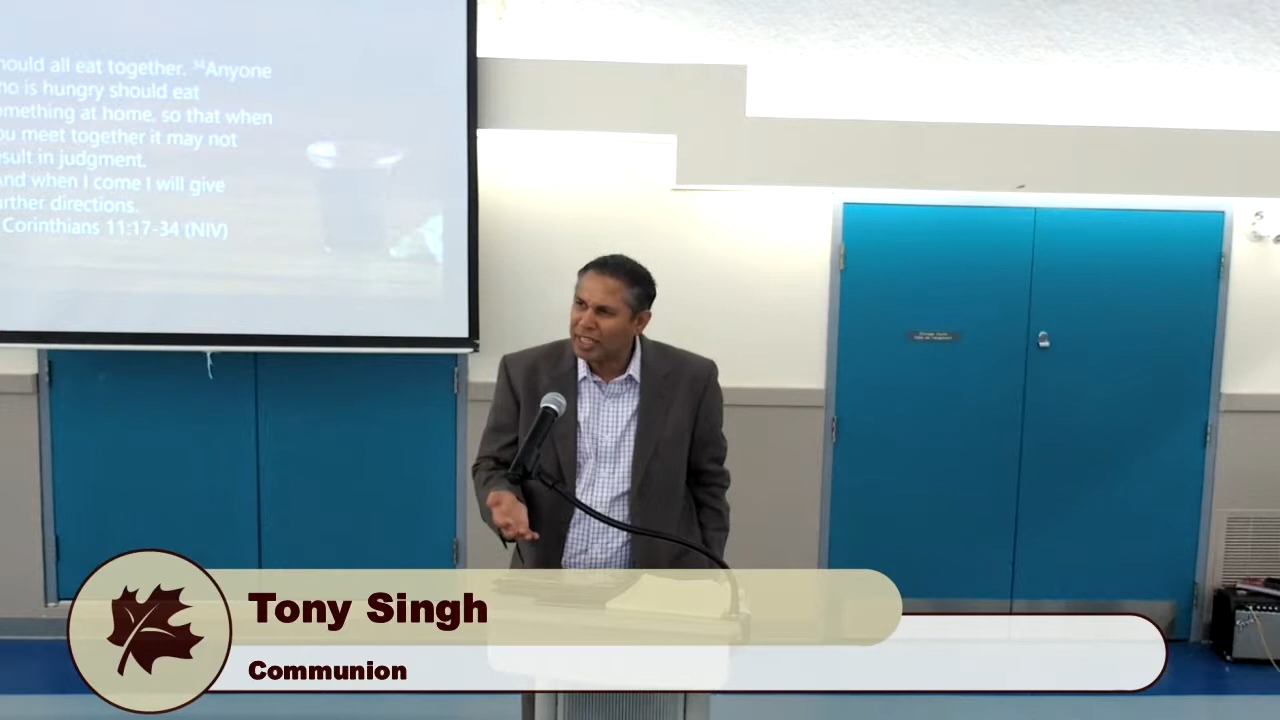 hould all eat together. ³⁴Anyone
ho is hungry should eat
omething at home, so that when
ou meet together it may not
esult in judgment.
And when I come I will give
urther directions.
Corinthians 11:17-34 (NIV)
Tony Singh
Communion